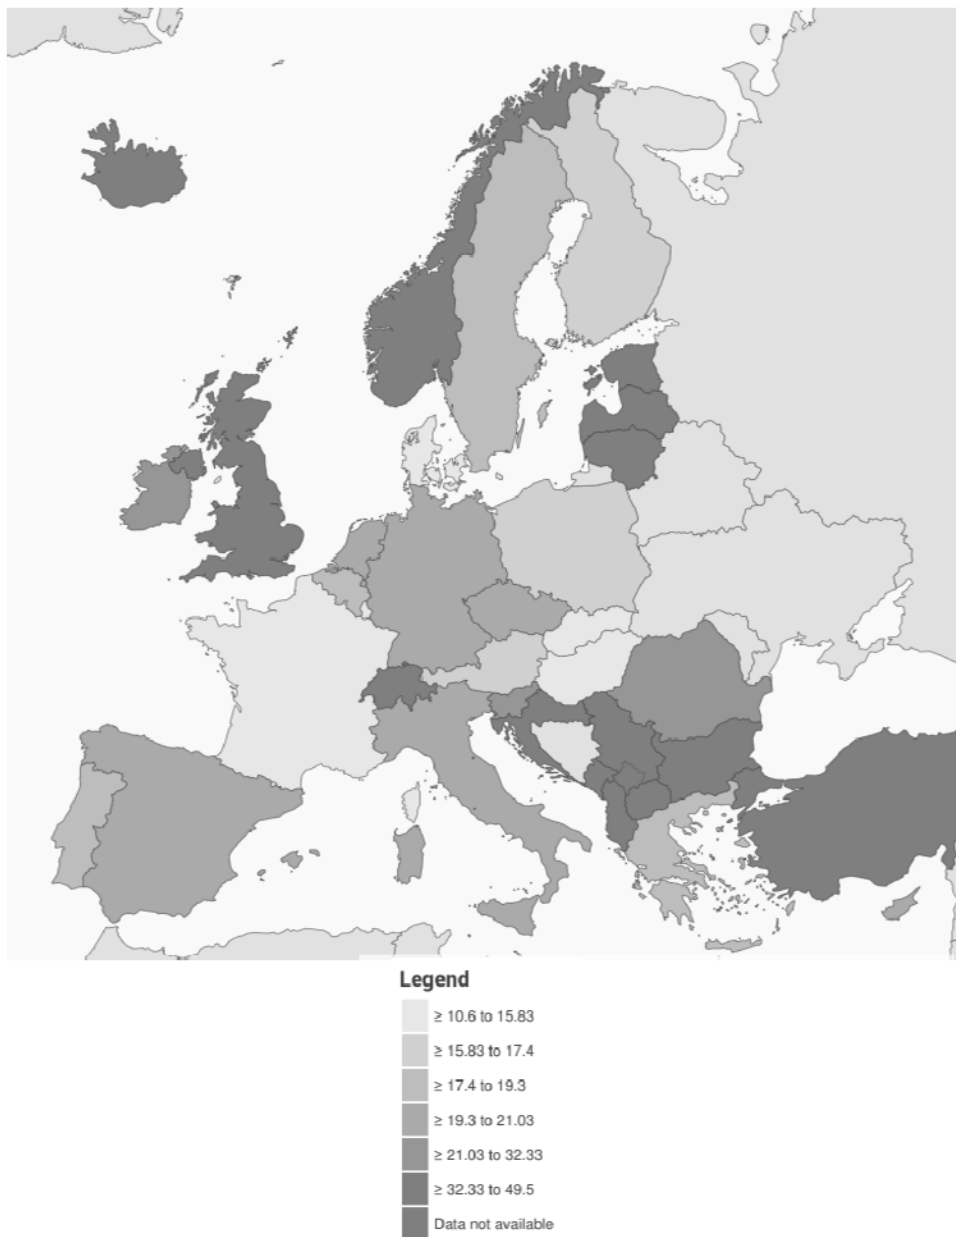 Legend
≥ 10.6 to 15.83
≥ 15.83 to 17.4
≥ 17.4 to 19.3
≥ 19.3 to 21.03
≥ 21.03 to 32.33
≥ 32.33 to 49.5
Data not available